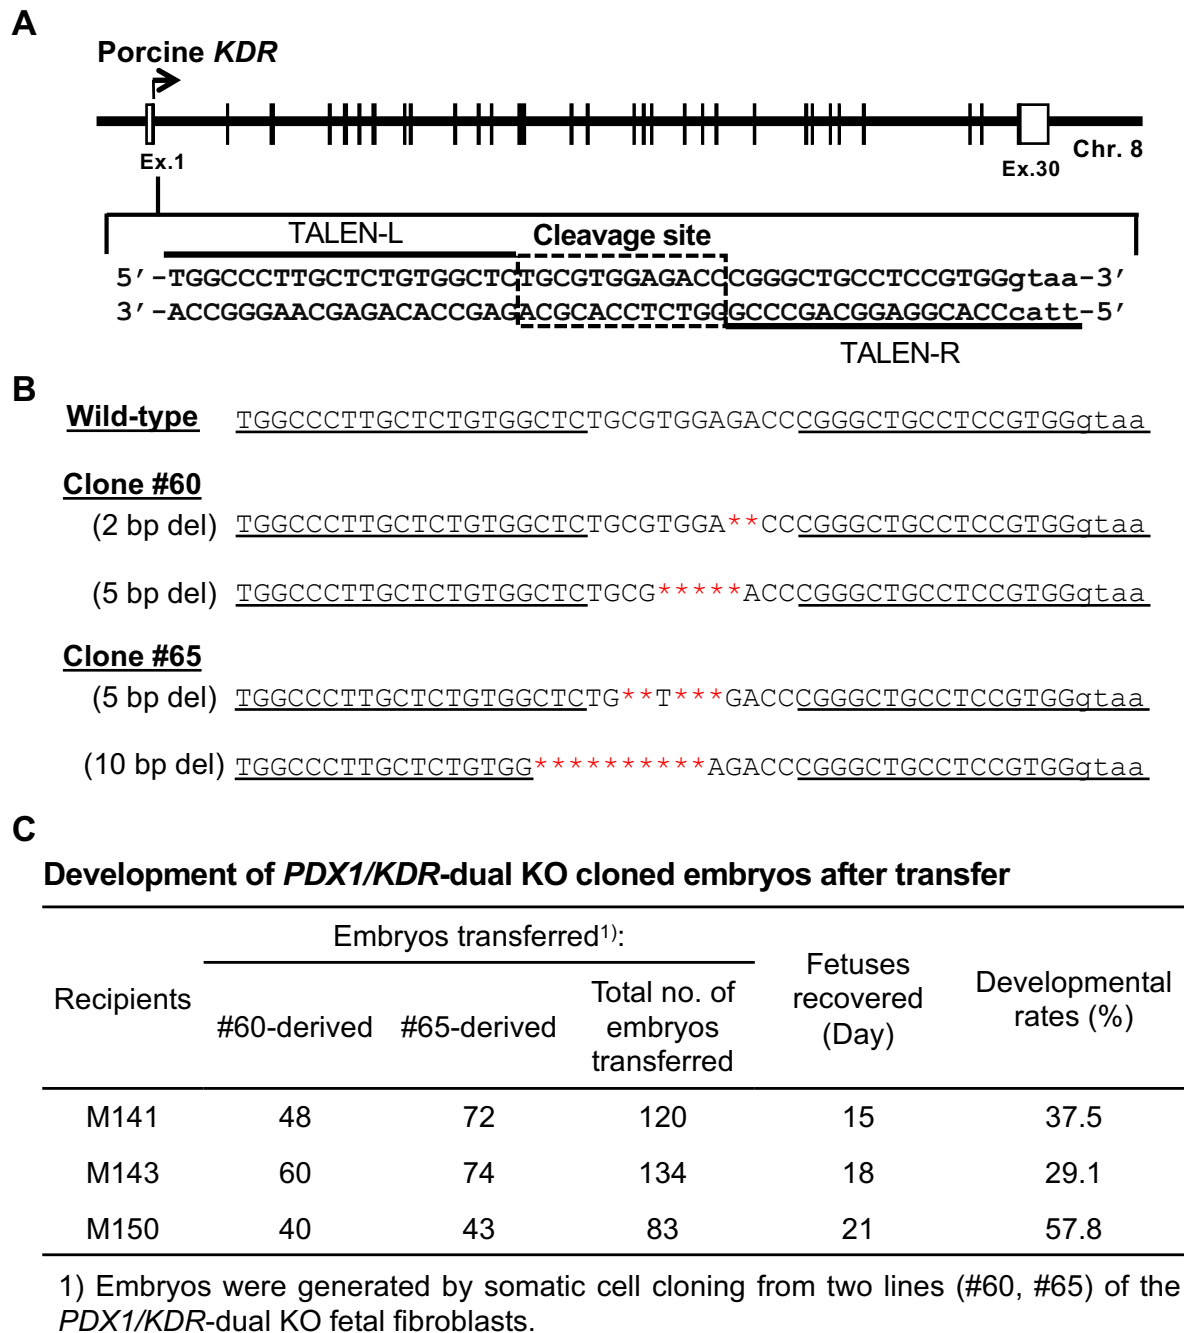 A
Porcine KDR
Ex.1
Ex.30
Chr. 8
TALEN-L
Cleavage site
5’-TGGCCCTTGCTCTGTGGCTCTGCGTGGAGACCCGGGCTGCCTCCGTGGgtaa-3’
3’-ACCGGGAACGAGACACCGAGACGCACCTCTGGGCCCGACGGAGGCACCcatt-5’
TALEN-R
B
Wild-type TGGCCCTTGCTCTGTGGCTCTGCGTGGAGACCCGGGCTGCCTCCGTGGgtaa
Clone #60
(2 bp del) TGGCCCTTGCTCTGTGGCTCTGCGTGGA**CCCGGGCTGCCTCCGTGGgtaa
(5 bp del) TGGCCCTTGCTCTGTGGCTCTGCG*****ACCCGGGCTGCCTCCGTGGgtaa
Clone #65
(5 bp del) TGGCCCTTGCTCTGTGGCTCTG**T***GACCCGGGCTGCCTCCGTGGgtaa
(10 bp del) TGGCCCTTGCTCTGTGG**********AGACCCGGGCTGCCTCCGTGGgtaa
C
Development of PDX1/KDR-dual KO cloned embryos after transfer
Recipients
Embryos transferred1):
#60-derived
#65-derived
Total no. of
embryos
transferred
Fetuses
recovered
(Day)
Developmental
rates (%)
M141 48 72 120 15 37.5
M143 60 74 134 18 29.1
M150 40 43 83 21 57.8
1) Embryos were generated by somatic cell cloning from two lines (#60, #65) of the
PDX1/KDR-dual KO fetal fibroblasts.